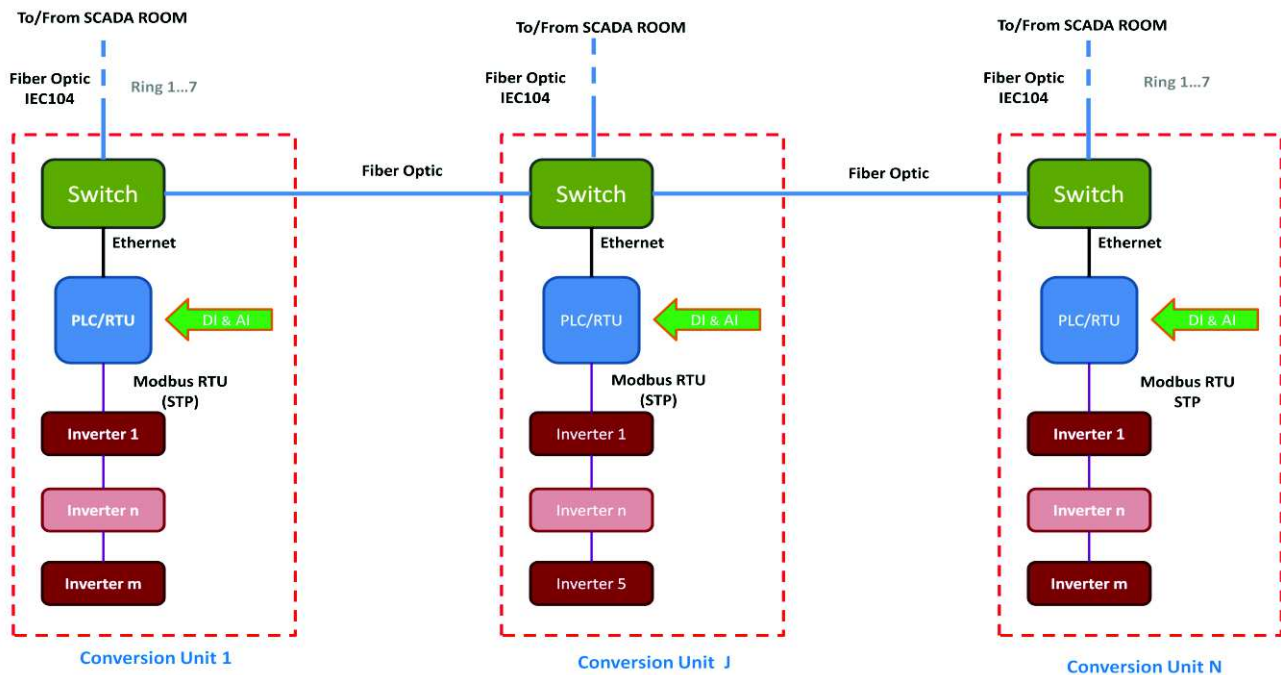 To/From SCADA ROOM
Fiber Optic
IEC104
Ring 1...7
Switch
Ethernet
PLC/RTU
DI & AI
Modbus RTU
(STP)
Inverter 1
Inverter n
Inverter m
Conversion Unit 1
Fiber Optic
To/From SCADA ROOM
Fiber Optic
IEC104
Switch
Ethernet
PLC/RTU
DI & AI
Modbus RTU
(STP)
Inverter 1
Inverter n
Inverter 5
Conversion Unit J
Fiber Optic
To/From SCADA ROOM
Fiber Optic
IEC104
Ring 1...7
Switch
Ethernet
PLC/RTU
DI & AI
Modbus RTU
STP
Inverter 1
Inverter n
Inverter m
Conversion Unit N